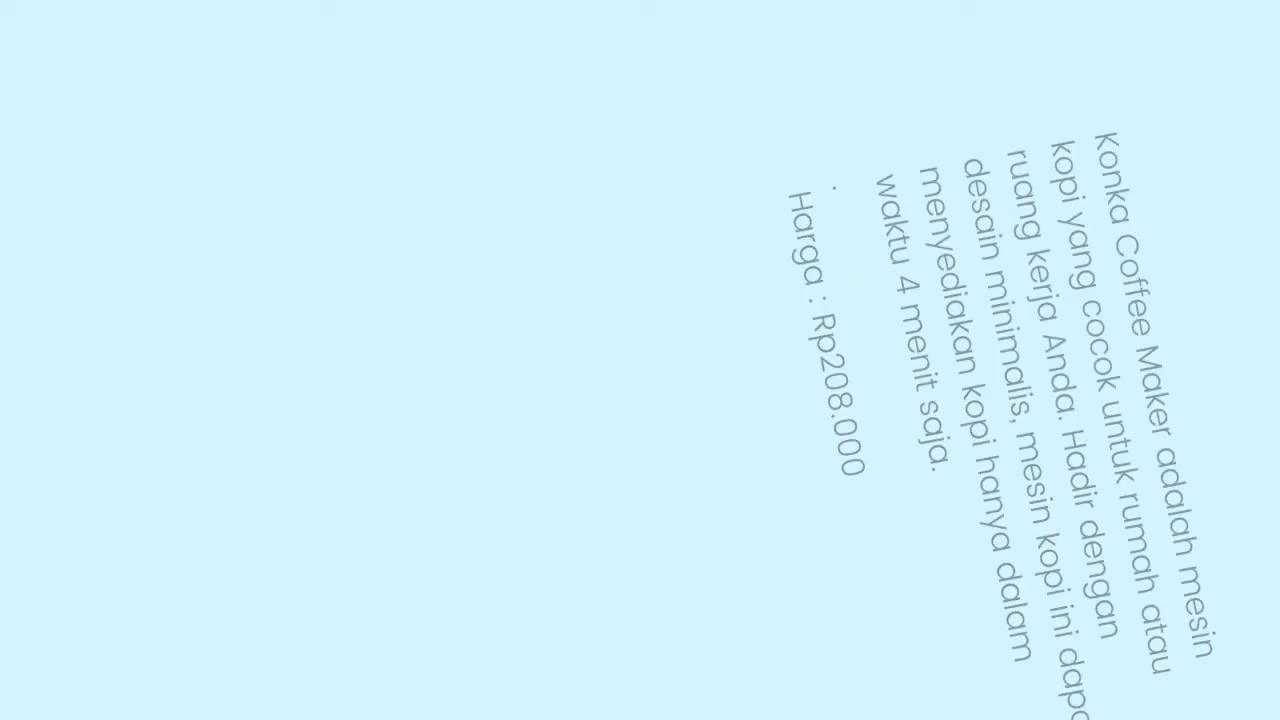 Konka Coffee Maker adalah mesin
kopi yang cocok untuk rumah atau
ruang kerja Anda. Hadir dengan
desain minimalis, mesin kopi ini
menyediakan kopi hanya dalam
waktu 4 menit saja.
.
Harga : Rp208.000